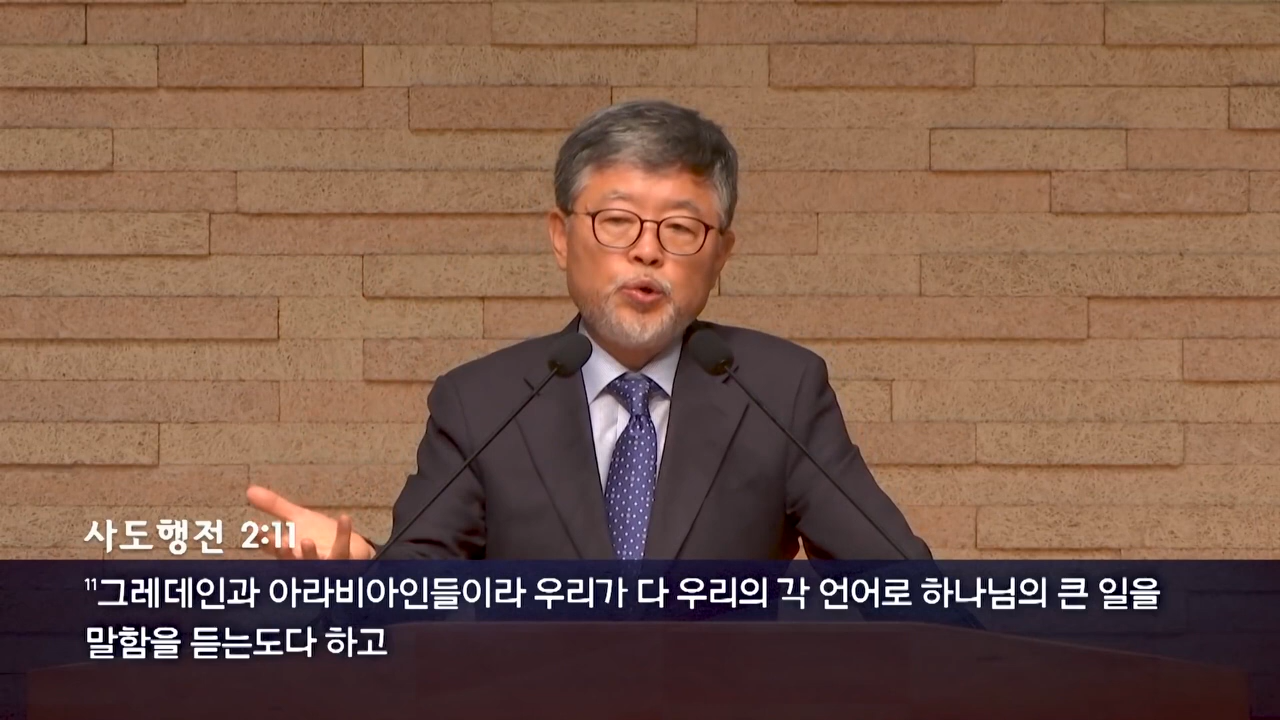 사도행전 2:11
"그레데인과 아라비아인들이라 우리가 다 우리의 각 언어로 하나님의 큰 일을
말함을 듣는도다 하고